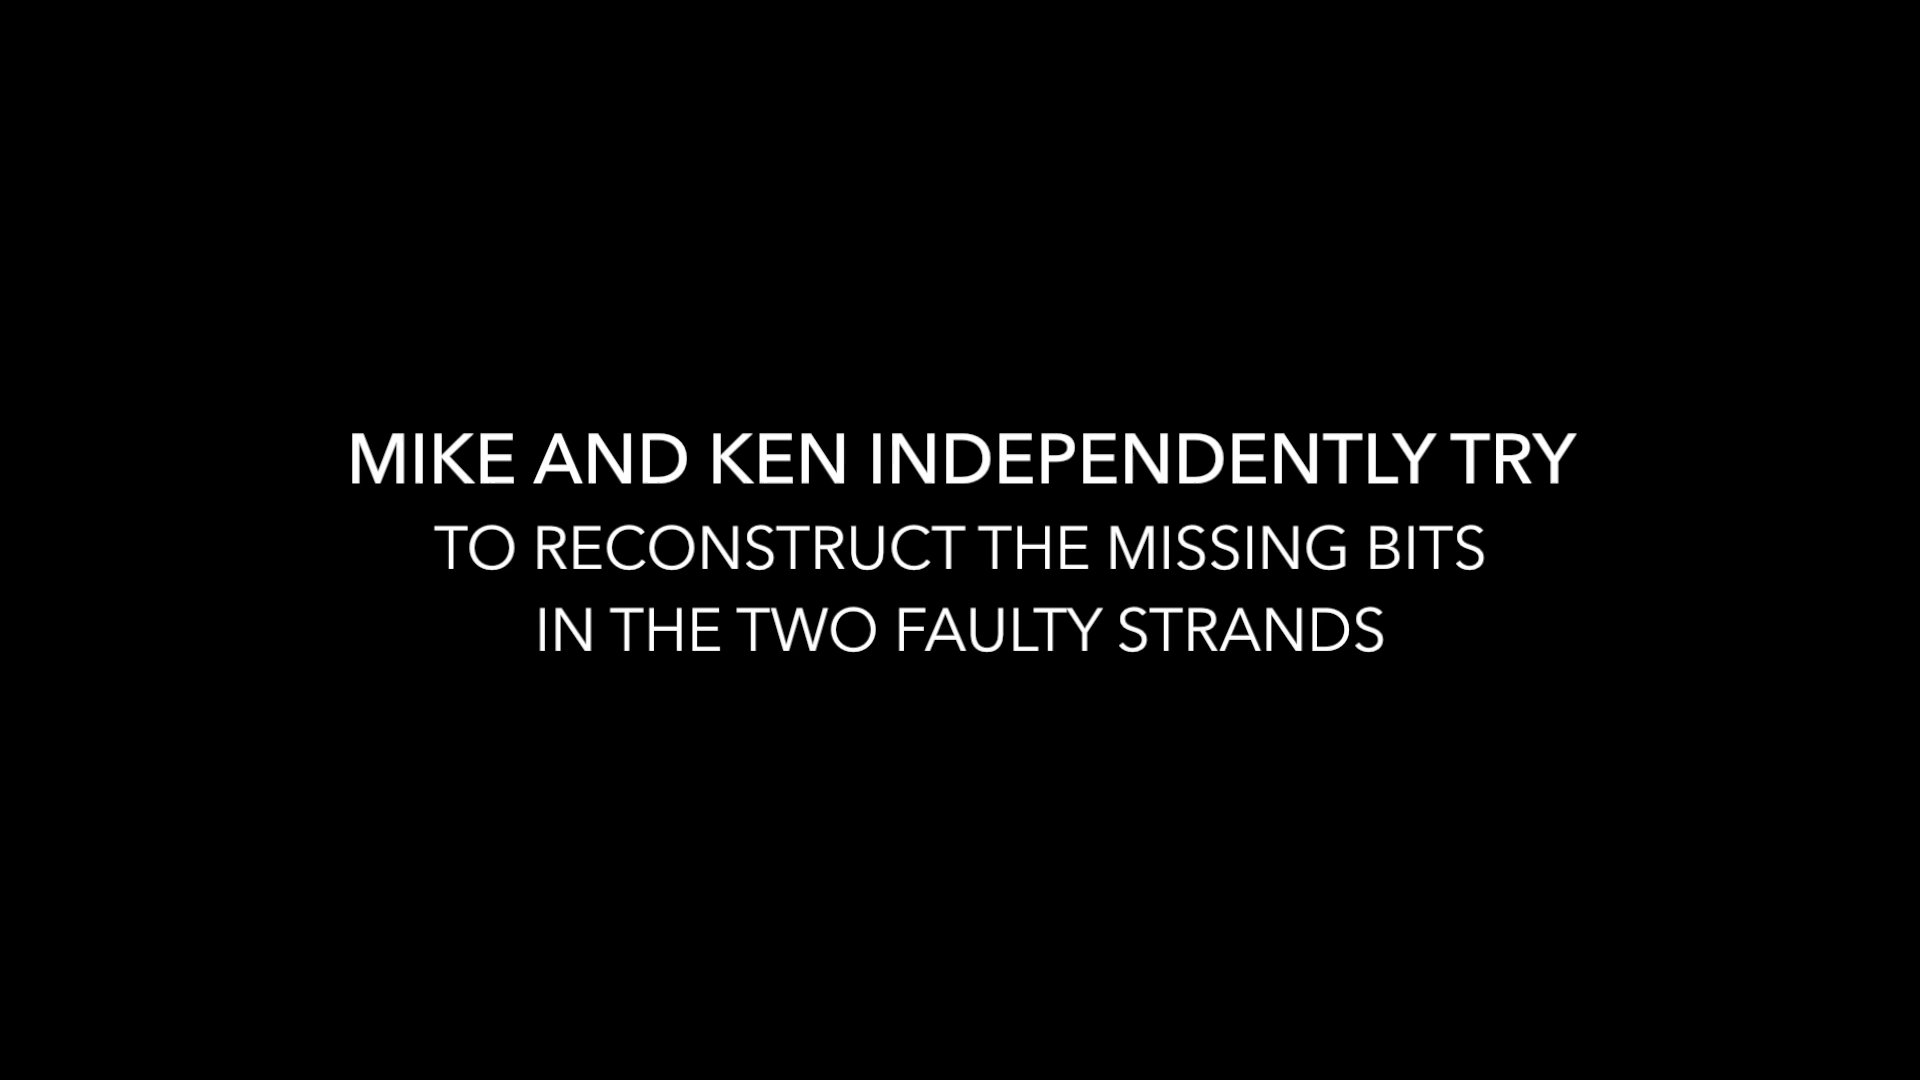 MIKE AND KEN INDEPENDENTLY TRY
TO RECONSTRUCT THE MISSING BITS
IN THE TWO FAULTY STRANDS